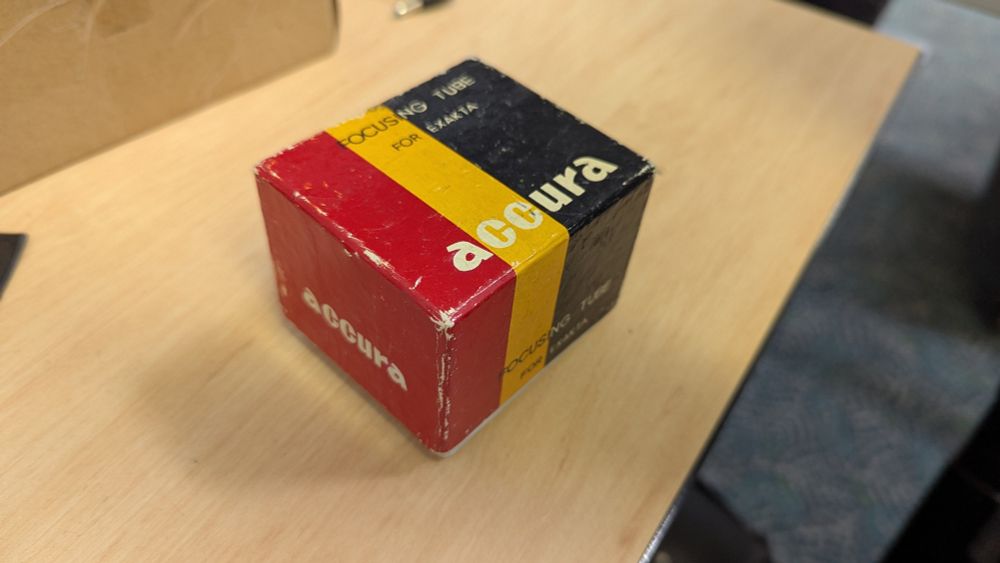 FOCUSING TUBE
FOR EXAKTA
accura
accura
FOCUSING TUBE
FOR EXAKTA